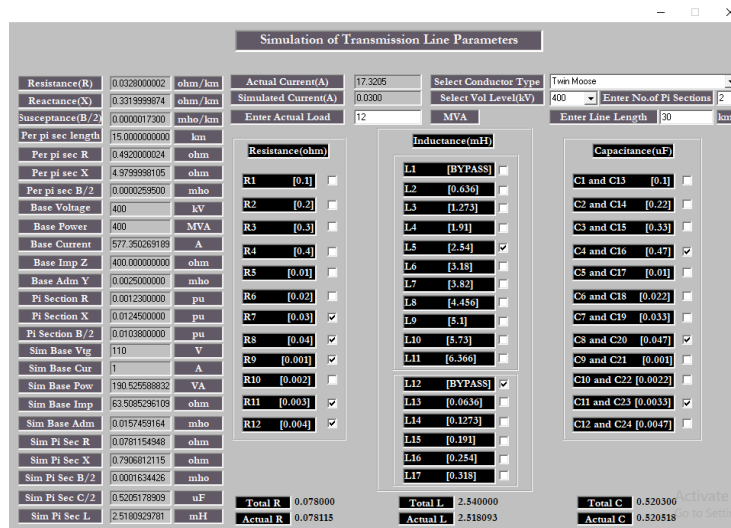 Simulation of Transmission Line Parameters
Resistance(R) 0.0328000002 ohm/km
Reactance(X) 0.3319999874 ohm/km
Susceptance(B/2) 0.0000017300 mho/km
Per pi sec length 15.0000000000 km
Per pi sec R 0.4920000024 ohm
Per pi sec X 4.9799998105 ohm
Per pi sec B/2 0.0000259500 mho
Base Voltage 400 kV
Base Power 400 MVA
Base Current 577.350269189 A
Base Imp Z 400.000000000 ohm
Base Adm Y 0.0025000000 mho
Pi Section R 0.0012300000 pu
Pi Section X 0.0124500000 pu
Pi Section B/2 0.0103800000 pu
Sim Base Vtg 110 V
Sim Base Cur 1 A
Sim Base Pow 190.525588832 VA
Sim Base Imp 63.5085296109 ohm
Sim Base Adm 0.0157459164 mho
Sim Pi Sec R 0.0781154948 ohm
Sim Pi Sec X 0.7906812115 ohm
Sim Pi Sec B/2 0.0001634426 mho
Sim Pi Sec C/2 0.5205178909 uF
Sim Pi Sec L 2.5180929781 mH
Actual Current(A) 17.3205 Select Conductor Type Twin Moose
Simulated Current(A) 0.0300 Select Vol Level(kV) 400 Enter No.of Pi Sections 2
Enter Actual Load 12 MVA Enter Line Length 30 km
Resistance(ohm)
R1 [0.1]
R2 [0.2]
R3 [0.3]
R4 [0.4]
R5 [0.01]
R6 [0.02]
R7 [0.03]
R8 [0.04]
R9 [0.001]
R10 [0.002]
R11 [0.003]
R12 [0.004]
Total R 0.078000
Actual R 0.078115
Inductance(mH)
L1 [BYPASS]
L2 [0.636]
L3 [1.273]
L4 [1.91]
L5 [2.54]
L6 [3.18]
L7 [3.82]
L8 [4.456]
L9 [5.1]
L10 [5.73]
L11 [6.366]
L12 [BYPASS]
L13 [0.0636]
L14 [0.1273]
L15 [0.191]
L16 [0.254]
L17 [0.318]
Total L 2.540000
Actual L 2.518093
Capacitance(uF)
C1 and C13 [0.1]
C2 and C14 [0.22]
C3 and C15 [0.33]
C4 and C16 [0.47]
C5 and C17 [0.01]
C6 and C18 [0.022]
C7 and C19 [0.033]
C8 and C20 [0.047]
C9 and C21 [0.001]
C10 and C22 [0.0022]
C11 and C23 [0.0033]
C12 and C24 [0.0047]
Total C 0.520300
Actual C 0.520518
Activate
Go to Setti